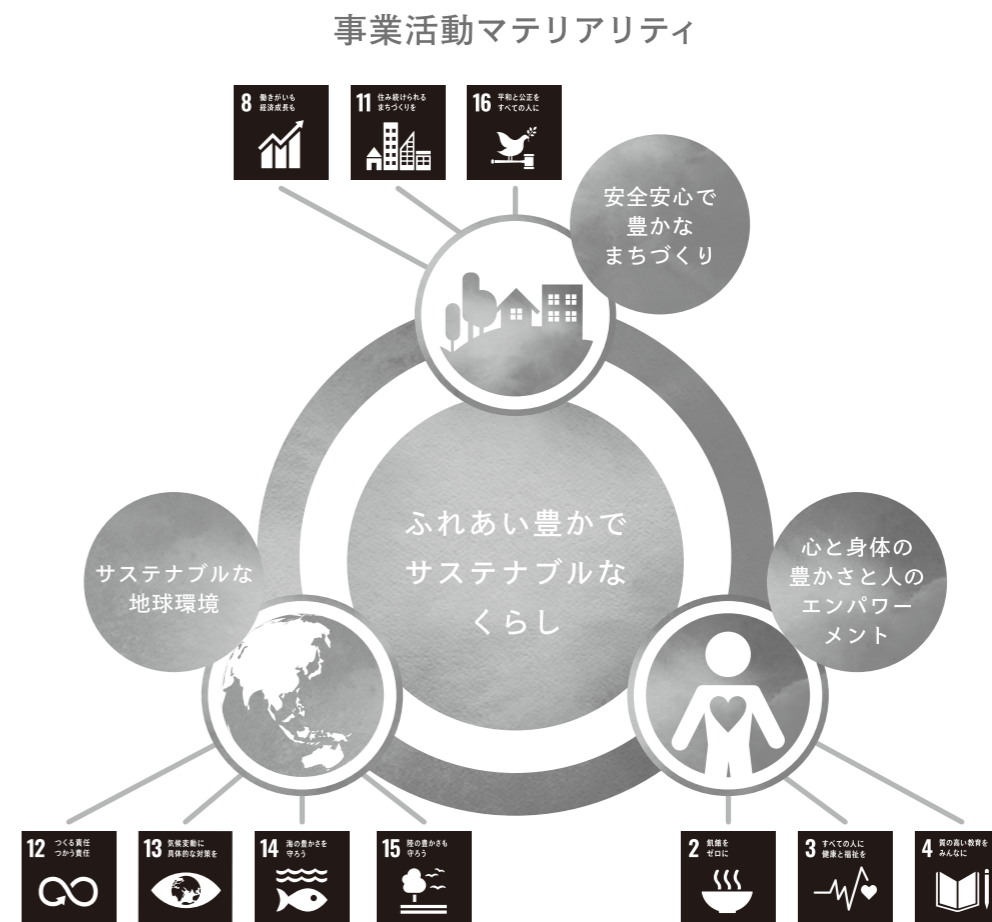 事業活動マテリアリティ
8 働きがいも
経済成長も
11 住み続けられる
まちづくりを
16 平和と公正を
すべての人に
安全安心で
豊かな
まちづくり
ふれあい豊かで
サステナブルな
くらし
サステナブルな
地球環境
心と身体の
豊かさと人の
エンパワー
メント
12 つくる責任
つかう責任
13 気候変動に
具体的な対策を
14 海の豊かさを
守ろう
15 陸の豊かさも
守ろう
2 飢餓を
ゼロに
3 すべての人に
健康と福祉を
4 質の高い教育を
みんなに